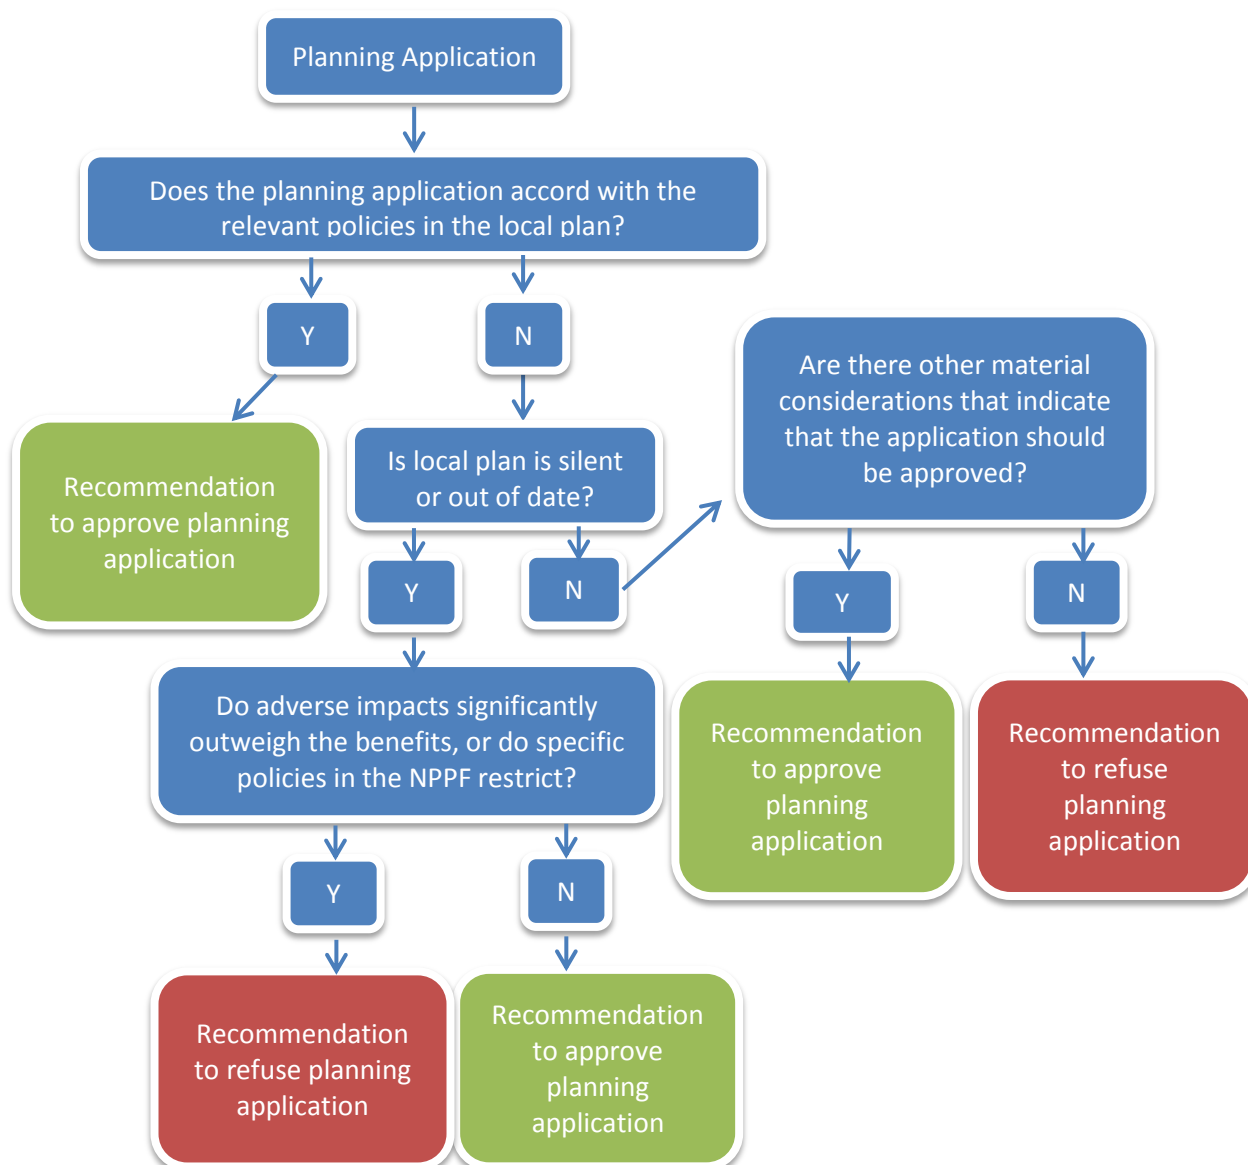 Planning Application
Does the planning application accord with the
relevant policies in the local plan?
Y
N
Recommendation
to approve planning
application
Is local plan is silent
or out of date?
Are there other material
considerations that indicate
that the application should
be approved?
Y
N
Y
N
Do adverse impacts significantly
outweigh the benefits, or do specific
policies in the NPPF restrict?
Recommendation
to approve
planning
application
Recommendation
to refuse
planning
application
Y
N
Recommendation
to refuse planning
application
Recommendation
to approve
planning
application